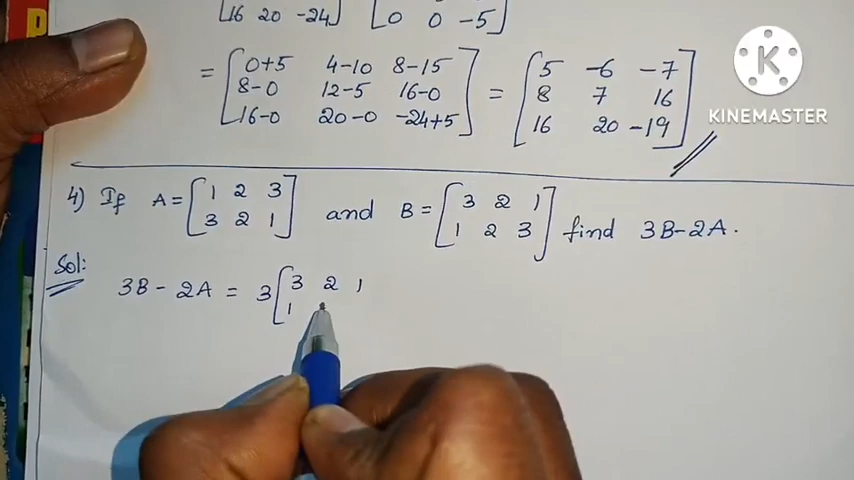 16 20 -24] [0 0 -5]
= [0+5 4-10 8-15 = [5 -6 -7
8-0 12-5 16-0 8 7 16
16-0 20-0 -24+5] 16 20 -19]
K
KINEMASTER
4) If A = [1 2 3 and B = [3 2 1 find 3B-2A.
3 2 1] 1 2 3]
Sol:
3B - 2A = 3[3 2 1
1